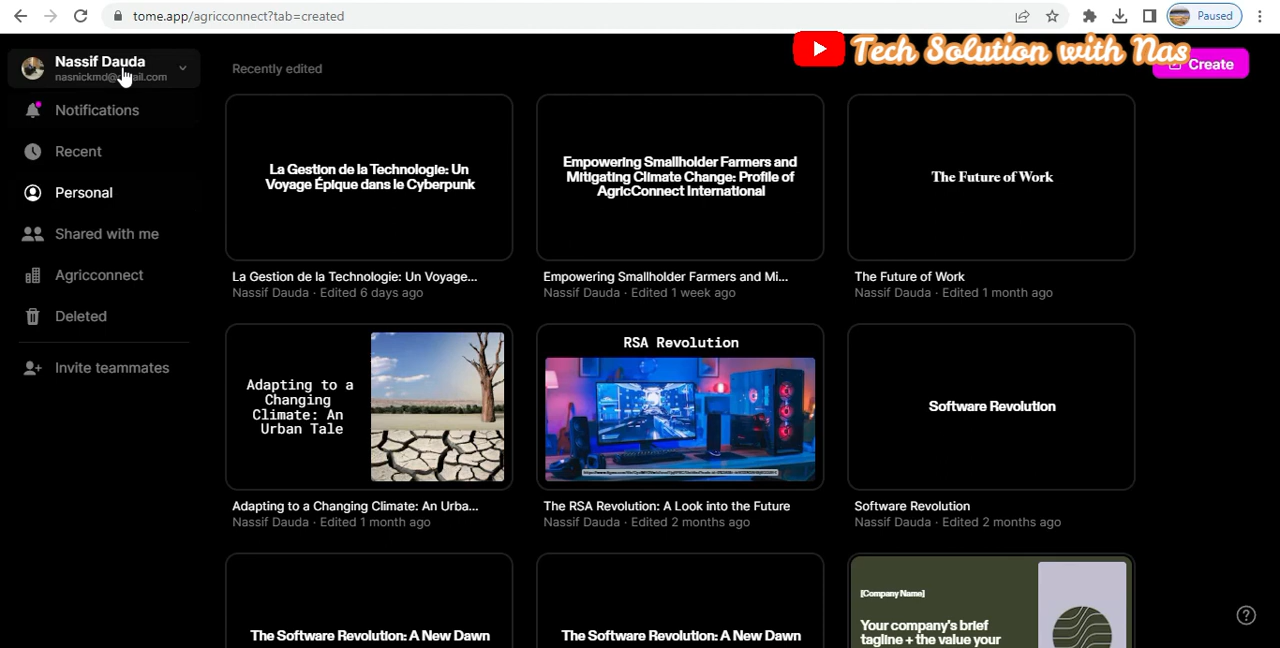 tome.app/agricconnect?tab=created
Paused
Tech Solution with Nas
Nassif Dauda
Recently edited
Create
Notifications
Recent
Personal
Shared with me
Agricconnect
Deleted
Invite teammates
La Gestion de la Technologie: Un
Voyage Épique dans le Cyberpunk
La Gestion de la Technologie: Un Voyage...
Nassif Dauda · Edited 6 days ago
Empowering Smallholder Farmers and
Mitigating Climate Change: Profile of
AgricConnect International
Empowering Smallholder Farmers and Mi...
Nassif Dauda · Edited 1 week ago
The Future of Work
The Future of Work
Nassif Dauda · Edited 1 month ago
Adapting to a
Changing
Climate: An
Urban Tale
Adapting to a Changing Climate: An Urba...
Nassif Dauda · Edited 1 month ago
RSA Revolution
The RSA Revolution: A Look into the Future
Nassif Dauda · Edited 2 months ago
Software Revolution
Software Revolution
Nassif Dauda · Edited 2 months ago
The Software Revolution: A New Dawn
The Software Revolution: A New Dawn
[Company Name]
Your company's brief
tagline + the value your